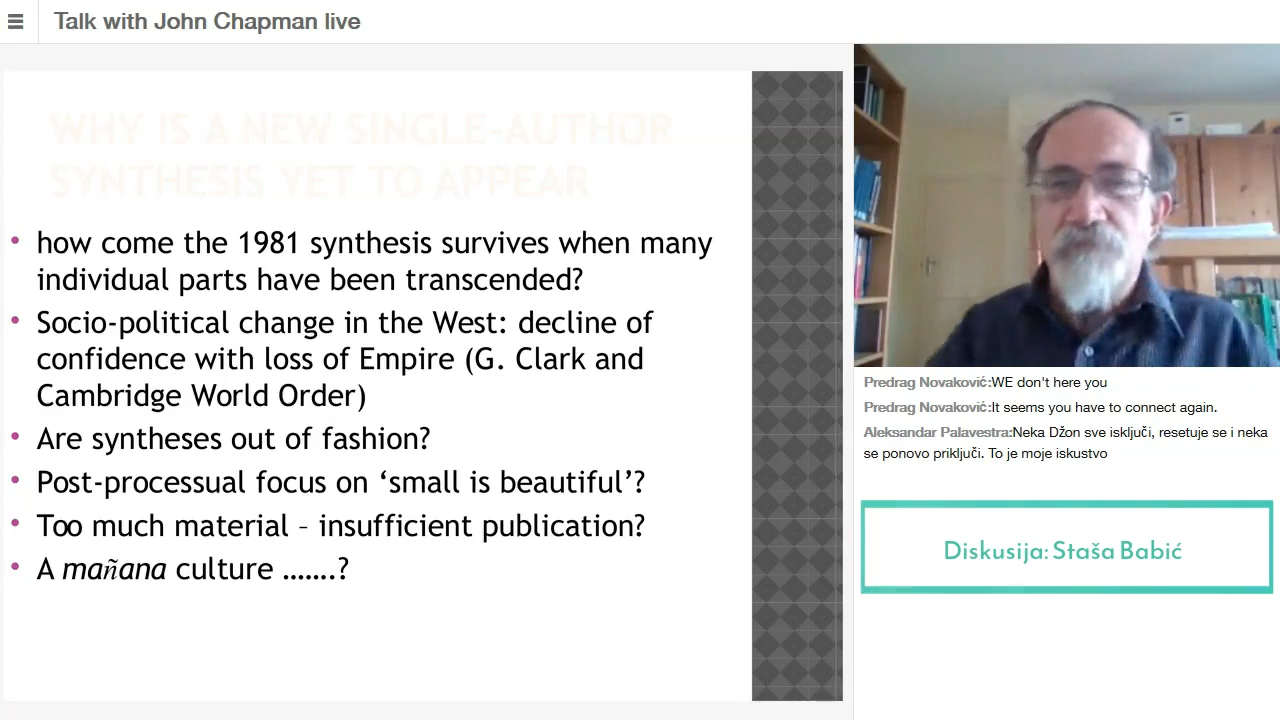 Talk with John Chapman live
WHY IS A NEW SINGLE-AUTHOR
SYNTHESIS YET TO APPEAR
• how come the 1981 synthesis survives when many
individual parts have been transcended?
• Socio-political change in the West: decline of
confidence with loss of Empire (G. Clark and
Cambridge World Order)
• Are syntheses out of fashion?
• Post-processual focus on ‘small is beautiful’?
• Too much material – insufficient publication?
• A mañana culture …….?
Predrag Novaković:WE don't here you
Predrag Novaković:It seems you have to connect again.
Aleksandar Palavestra:Neka Džon sve isključi, resetuje se i neka
se ponovo priključi. To je moje iskustvo
Diskusija: Staša Babić